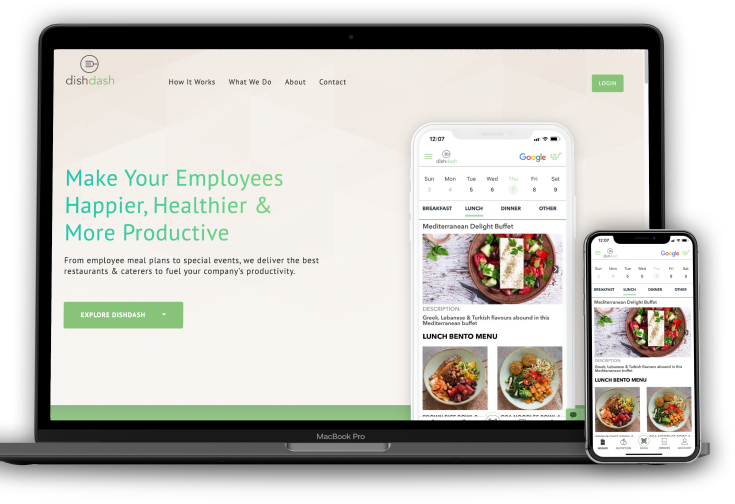 dishdash
How It Works What We Do About Contact
LOGIN
Make Your Employees
Happier, Healthier &
More Productive
From employee meal plans to special events, we deliver the best
restaurants & caterers to fuel your company's productivity.
EXPLORE DISHDASH
12:07
dishdash
Google
Sun Mon Tue Wed Thu Fri Sat
3 4 5 6 7 8 9
BREAKFAST LUNCH DINNER OTHER
Mediterranean Delight Buffet
DESCRIPTION:
Greek, Lebanese & Turkish flavours abound in this
Mediterranean buffet
LUNCH BENTO MENU
MacBook Pro
12:07
dishdash
Google
Sun Mon Tue Wed Thu Fri Sat
3 4 5 6 7 8 9
BREAKFAST LUNCH DINNER OTHER
Mediterranean Delight Buffet
DESCRIPTION:
Greek, Lebanese & Turkish flavours abound in this
Mediterranean buffet
LUNCH BENTO MENU
MENUS NUTRITION SCAN ORDERS ACCOUNT